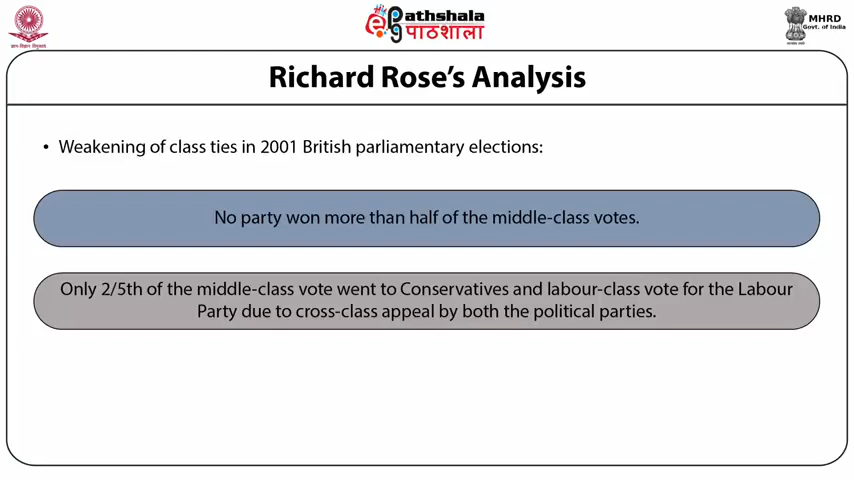 Pathshala
पाठशाला
MHRD
Govt. of India
Richard Rose's Analysis
• Weakening of class ties in 2001 British parliamentary elections:
No party won more than half of the middle-class votes.
Only 2/5th of the middle-class vote went to Conservatives and labour-class vote for the Labour
Party due to cross-class appeal by both the political parties.